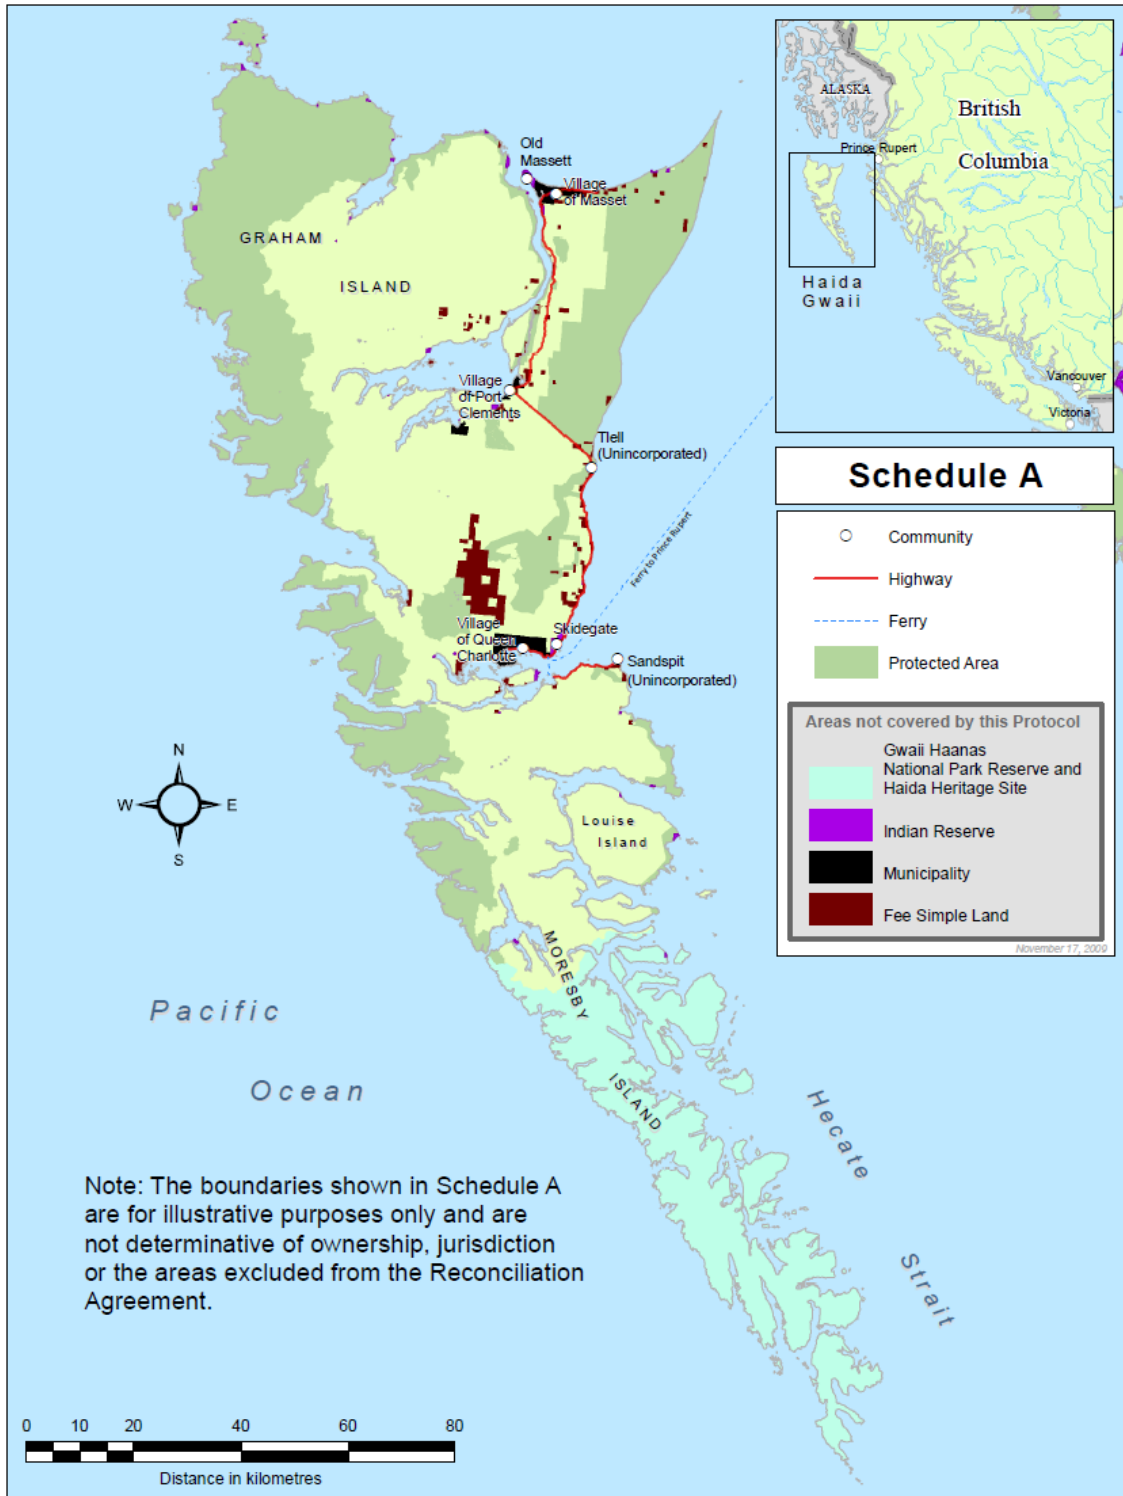 Old
Massett
Village
of Masset
GRAHAM
ISLAND
Village
of Port
Clements
Tlell
(Unincorporated)
Ferry to Prince Rupert
Village
of Queen
Charlotte
Skidegate
Sandspit
(Unincorporated)
N
W
E
S
Louise
Island
MORESBY
ISLAND
Pacific
Ocean
Hecate
Strait
Note: The boundaries shown in Schedule A
are for illustrative purposes only and are
not determinative of ownership, jurisdiction
or the areas excluded from the Reconciliation
Agreement.
0 10 20 40 60 80
Distance in kilometres
ALASKA
British
Columbia
Prince Rupert
Haida
Gwaii
Vancouver
Victoria
Schedule A
Community
Highway
Ferry
Protected Area
Areas not covered by this Protocol
Gwaii Haanas
National Park Reserve and
Haida Heritage Site
Indian Reserve
Municipality
Fee Simple Land
November 17, 2009